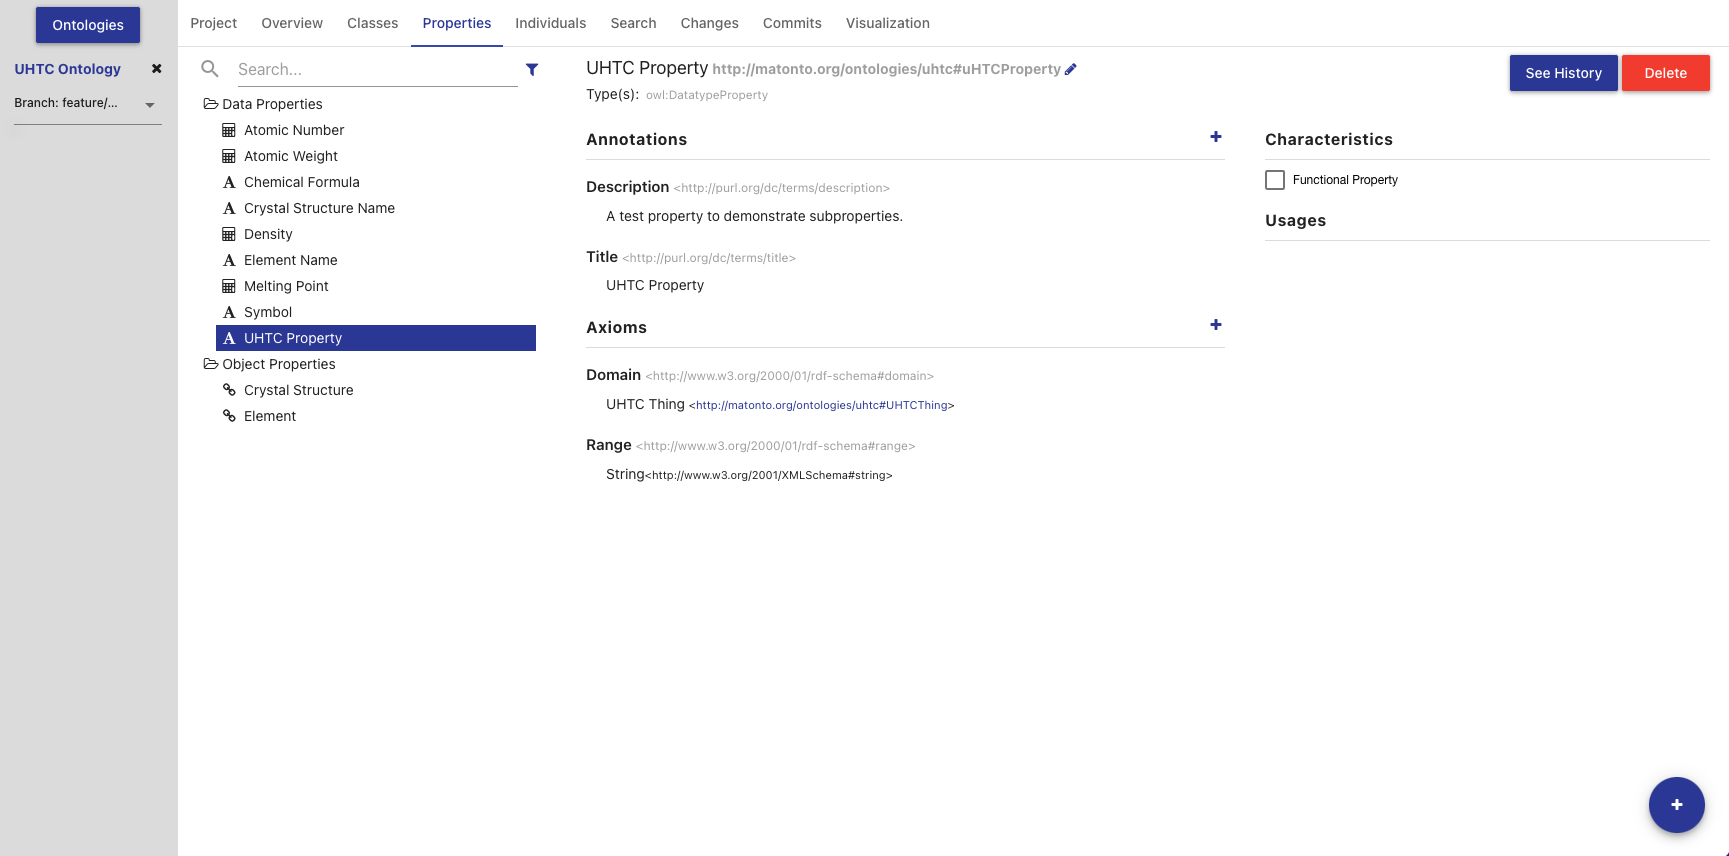 Ontologies
UHTC Ontology
Branch: feature/...
Project Overview Classes Properties Individuals Search Changes Commits Visualization
Search...
Data Properties
Atomic Number
Atomic Weight
Chemical Formula
Crystal Structure Name
Density
Element Name
Melting Point
Symbol
UHTC Property
Object Properties
Crystal Structure
Element
UHTC Property http://matonto.org/ontologies/uhtc#uHTCProperty
Type(s): owl:DatatypeProperty
See History Delete
Annotations
Description <http://purl.org/dc/terms/description>
A test property to demonstrate subproperties.
Title <http://purl.org/dc/terms/title>
UHTC Property
Axioms
Domain <http://www.w3.org/2000/01/rdf-schema#domain>
UHTC Thing <http://matonto.org/ontologies/uhtc#UHTCThing>
Range <http://www.w3.org/2000/01/rdf-schema#range>
String<http://www.w3.org/2001/XMLSchema#string>
Characteristics
Functional Property
Usages